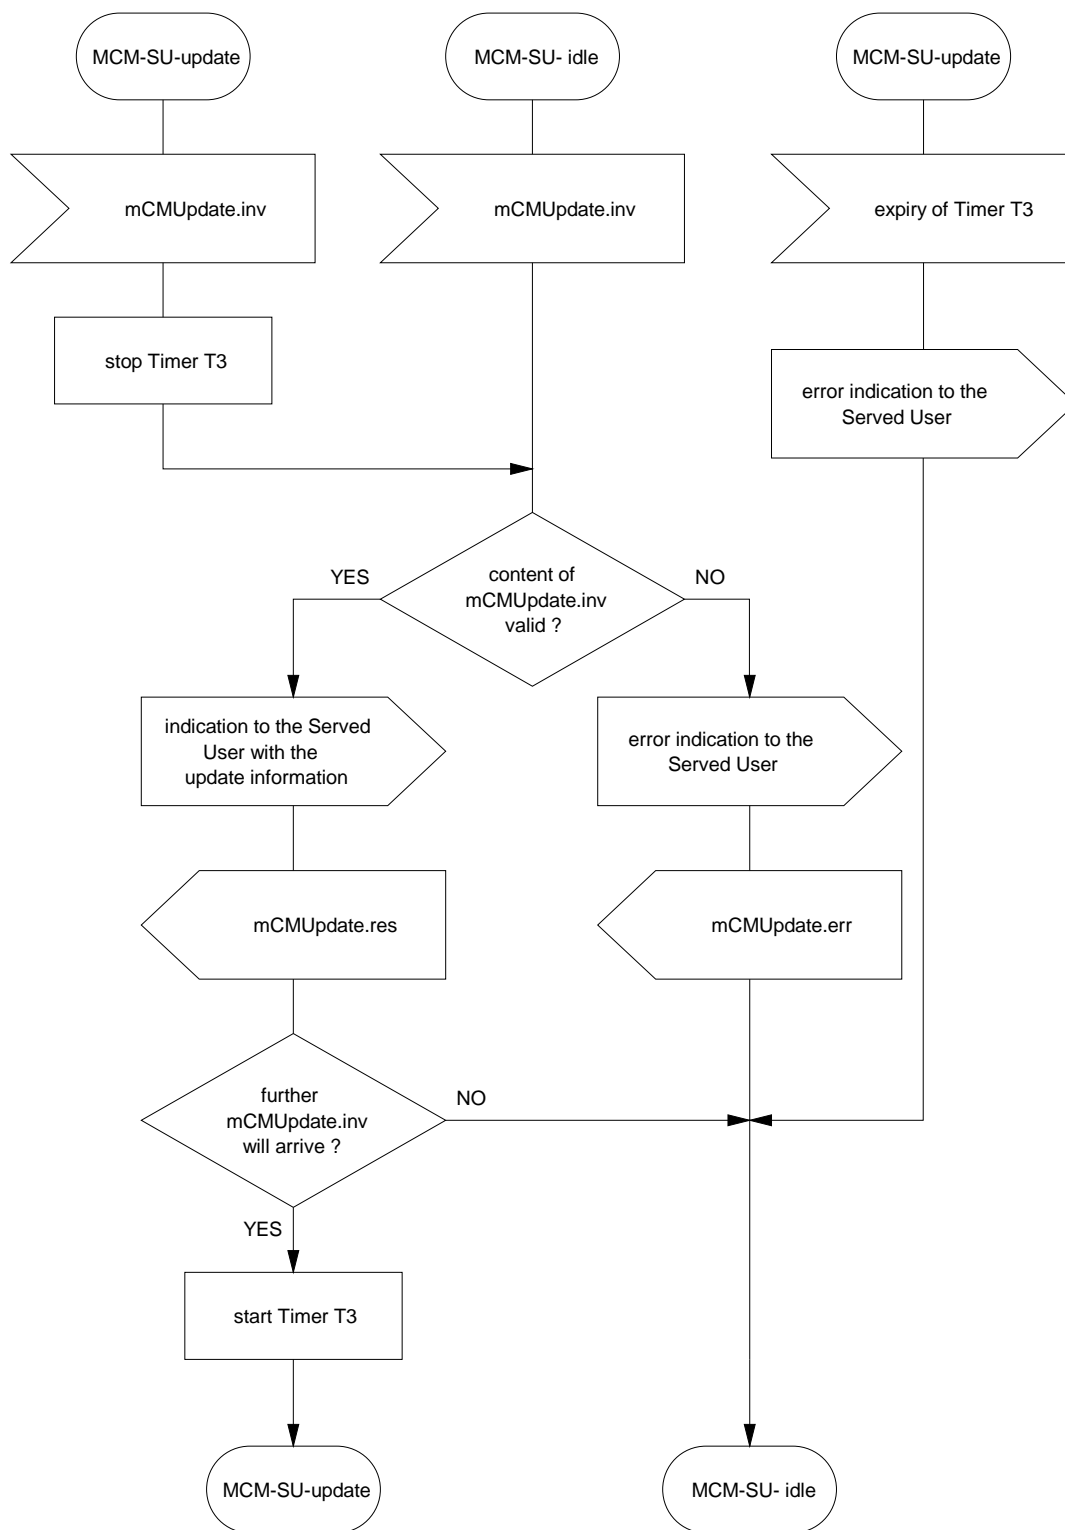 MCM-SU-update
MCM-SU- idle
MCM-SU-update
mCMUpdate.inv
mCMUpdate.inv
expiry of Timer T3
stop Timer T3
error indication to the
Served User
YES
content of
mCMUpdate.inv
valid ?
NO
indication to the Served
User with the
update information
error indication to the
Served User
mCMUpdate.res
mCMUpdate.err
further
mCMUpdate.inv
will arrive ?
NO
YES
start Timer T3
MCM-SU-update
MCM-SU- idle